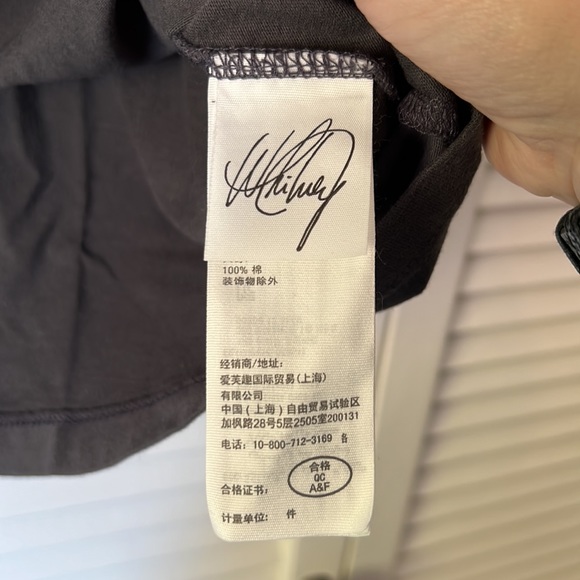 Whitney
100% 棉
装饰物除外
经销商/地址:
爱芙趣国际贸易(上海)
有限公司
中国(上海)自由贸易试验区
加枫路28号5层2505室200131
电话: 10-800-712-3169
合格
QC
A&F
合格证书:
计量单位: 件